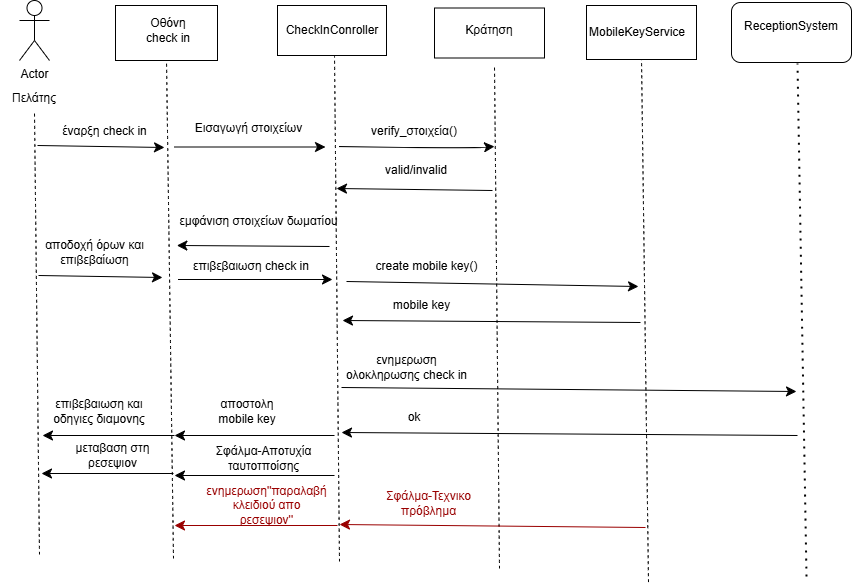 Οθόνη
check in
CheckInConroller
Κράτηση
MobileKeyService
ReceptionSystem
Actor
Πελάτης
έναρξη check in
Εισαγωγή στοιχείων
verify_στοιχεία()
valid/invalid
εμφάνιση στοιχείων δωματίου
αποδοχή όρων και
επιβεβαίωση
επιβεβαιωση check in
create mobile key()
mobile key
ενημερωση
ολοκληρωσης check in
επιβεβαιωση και
οδηγιες διαμονης
αποστολη
mobile key
ok
μεταβαση στη
ρεσεψιον
Σφάλμα-Αποτυχία
ταυτοπποίσης
ενημερωση"παραλαβή
κλειδιού απο
ρεσεψιον"
Σφάλμα-Τεχνικο
πρόβλημα